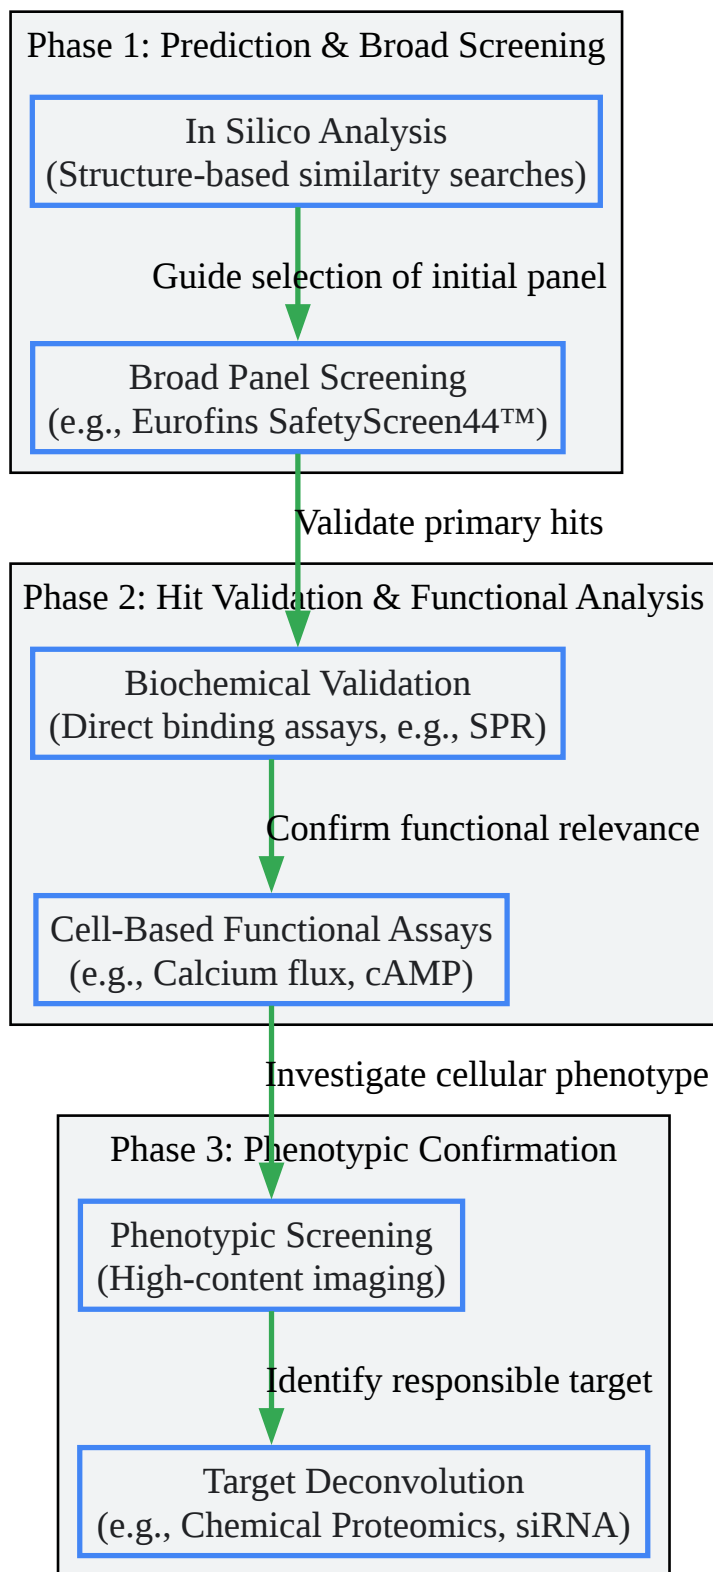 Phase 1: Prediction & Broad Screening
In Silico Analysis
(Structure-based similarity searches)
Guide selection of initial panel
Broad Panel Screening
(e.g., Eurofins SafetyScreen44™)
Validate primary hits
Phase 2: Hit Validation & Functional Analysis
Biochemical Validation
(Direct binding assays, e.g., SPR)
Confirm functional relevance
Cell-Based Functional Assays
(e.g., Calcium flux, cAMP)
Investigate cellular phenotype
Phase 3: Phenotypic Confirmation
Phenotypic Screening
(High-content imaging)
Identify responsible target
Target Deconvolution
(e.g., Chemical Proteomics, siRNA)